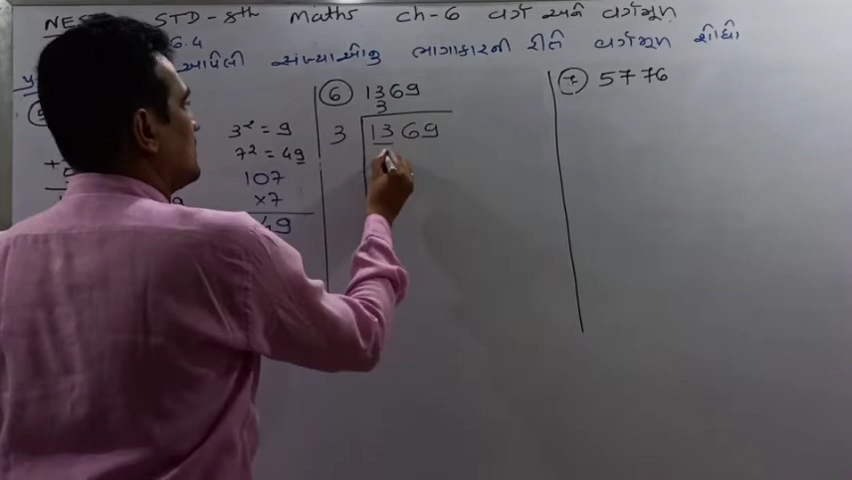 STD - 8th Maths ch-6 વર્ગ અને વર્ગમૂળ
6.4
આપેલી સંખ્યાઓનું ભાગાકારની રીતે વર્ગમૂળ શોધો
3² = 9
7² = 49
107
×7
49
6 1369
3
3 1369
7 5776